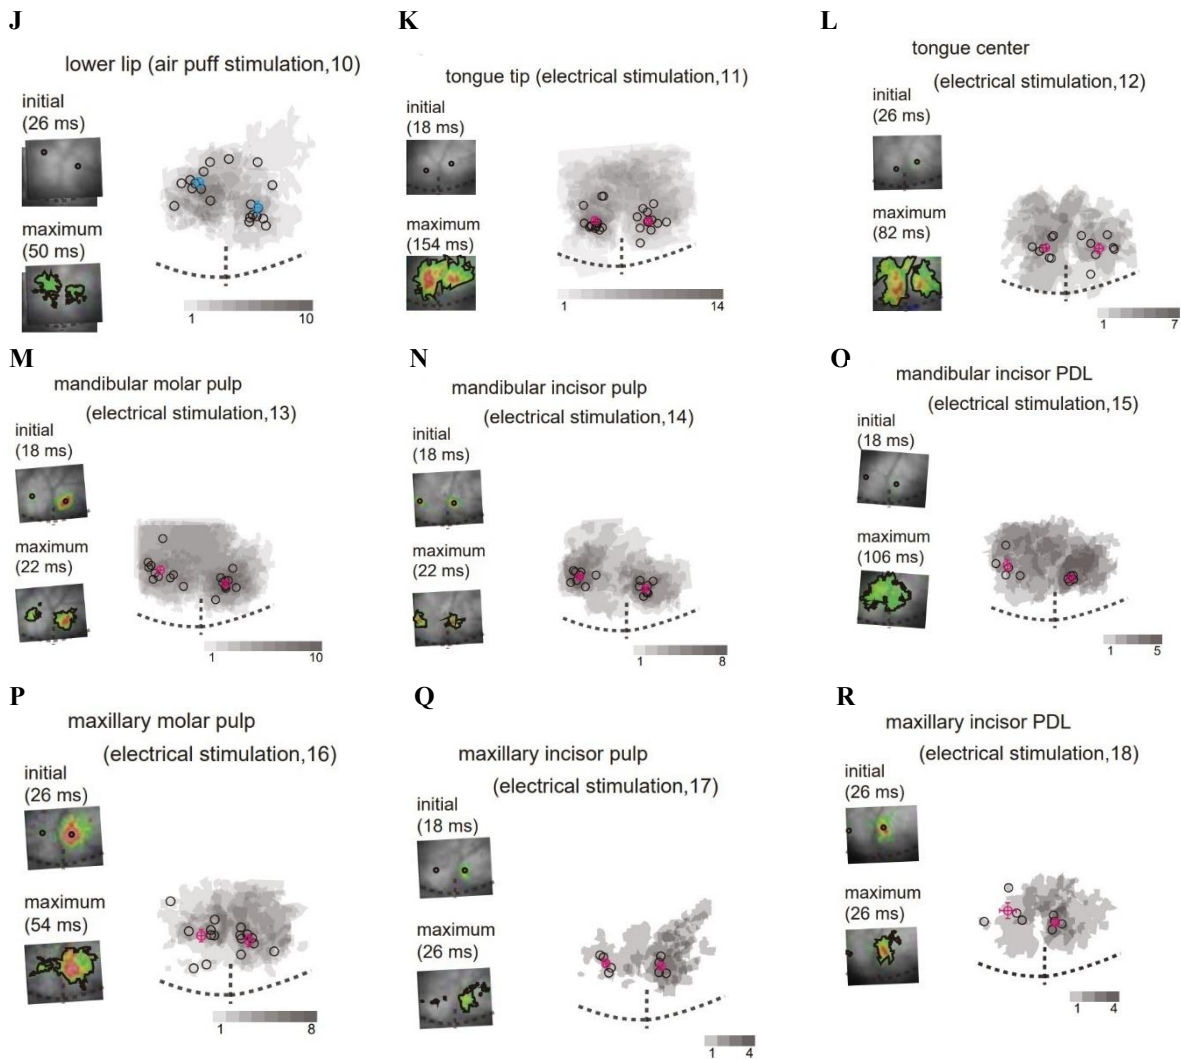 J
lower lip (air puff stimulation,10)
initial
(26 ms)
maximum
(50 ms)
1 10
K
tongue tip (electrical stimulation,11)
initial
(18 ms)
maximum
(154 ms)
1 14
L
tongue center
(electrical stimulation,12)
initial
(26 ms)
maximum
(82 ms)
1 7
M
mandibular molar pulp
(electrical stimulation,13)
initial
(18 ms)
maximum
(22 ms)
1 10
N
mandibular incisor pulp
(electrical stimulation,14)
initial
(18 ms)
maximum
(22 ms)
1 8
O
mandibular incisor PDL
(electrical stimulation,15)
initial
(18 ms)
maximum
(106 ms)
1 5
P
maxillary molar pulp
(electrical stimulation,16)
initial
(26 ms)
maximum
(54 ms)
1 8
Q
maxillary incisor pulp
(electrical stimulation,17)
initial
(18 ms)
maximum
(26 ms)
1 4
R
maxillary incisor PDL
(electrical stimulation,18)
initial
(26 ms)
maximum
(26 ms)
1 4